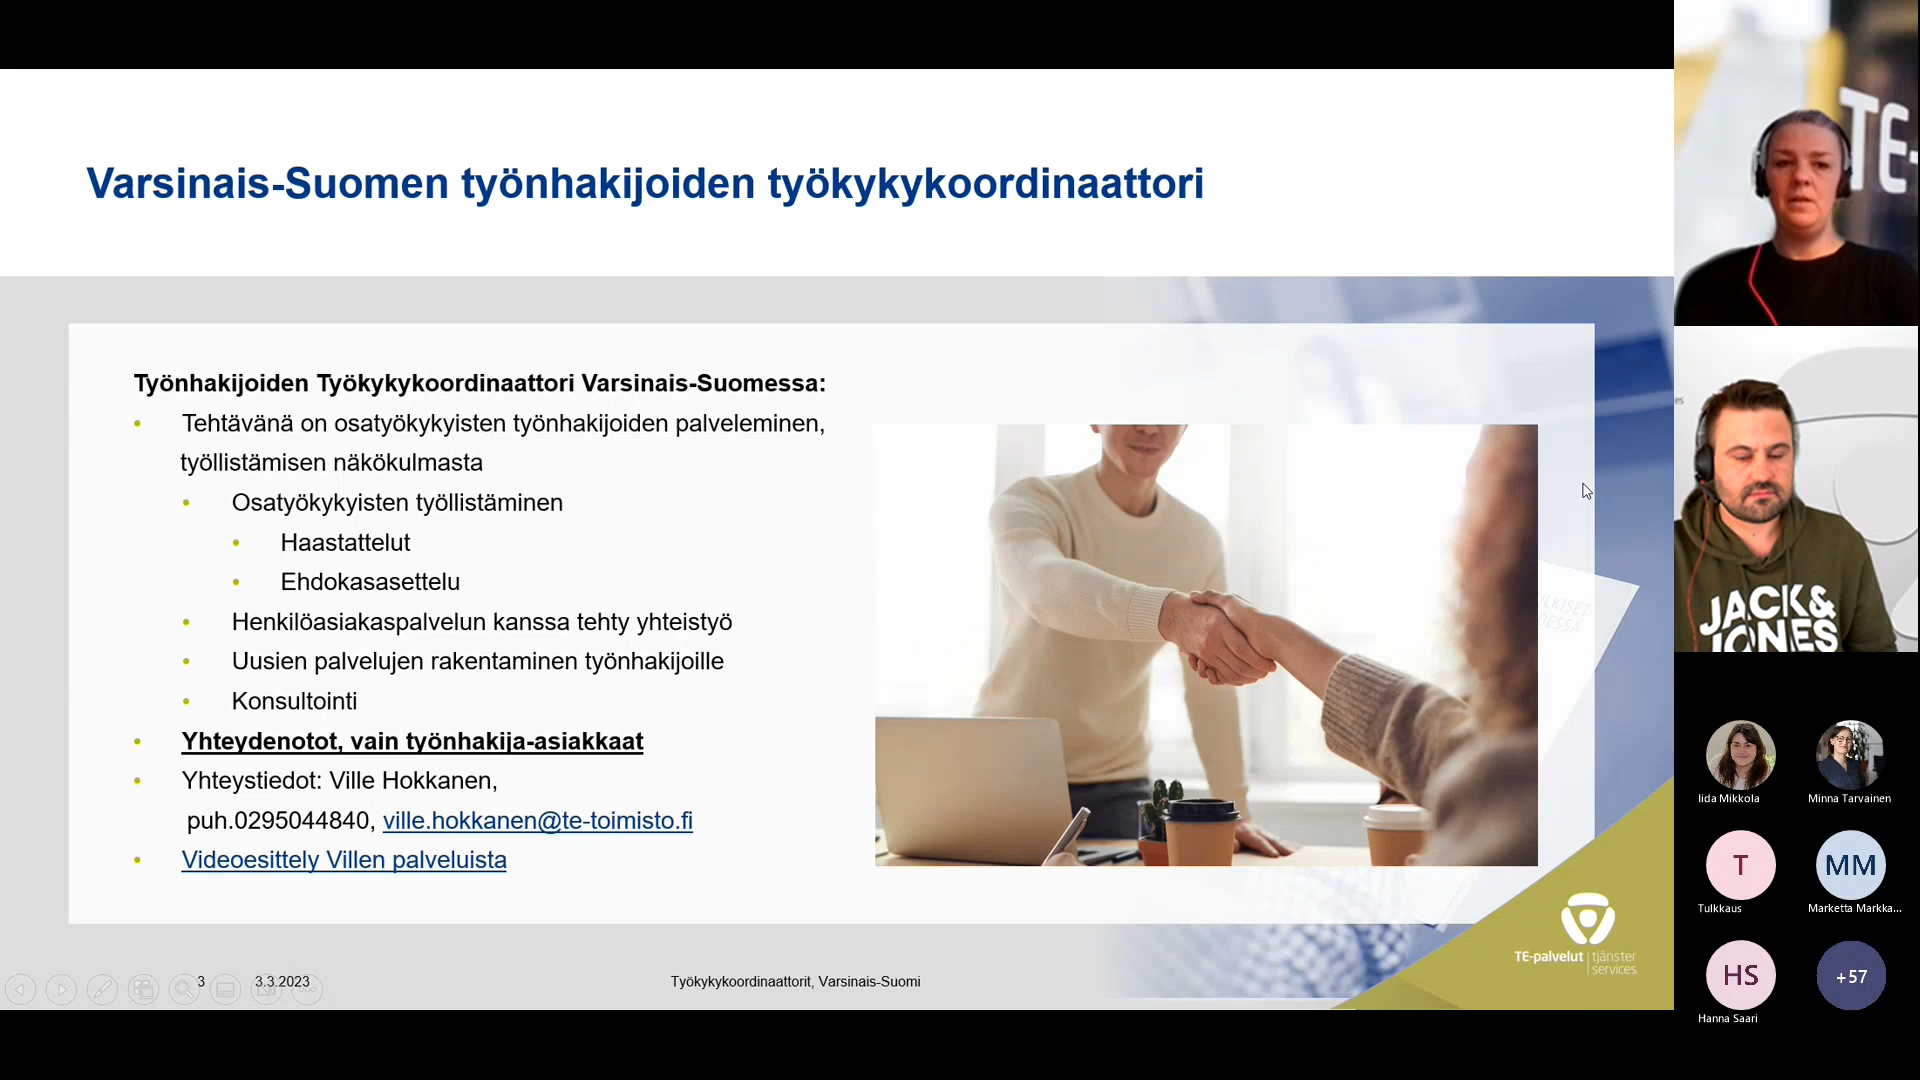 Varsinais-Suomen työnhakijoiden työkykykoordinaattori
Työnhakijoiden Työkykykoordinaattori Varsinais-Suomessa:
• Tehtävänä on osatyökykyisten työnhakijoiden palveleminen,
työllistämisen näkökulmasta
• Osatyökykyisten työllistäminen
• Haastattelut
• Ehdokasasettelu
• Henkilöasiakaspalvelun kanssa tehty yhteistyö
• Uusien palvelujen rakentaminen työnhakijoille
• Konsultointi
• Yhteydenotot, vain työnhakija-asiakkaat
• Yhteystiedot: Ville Hokkanen,
puh.0295044840, ville.hokkanen@te-toimisto.fi
• Videoesittely Villen palveluista
TE-palvelut | tjänster
services
3
3.3.2023
Työkykykoordinaattorit, Varsinais-Suomi
TE-
JACK&
JONES
Iida Mikkola
Minna Tarvainen
T
Tulkkaus
MM
Marketta Markka...
HS
Hanna Saari
+57